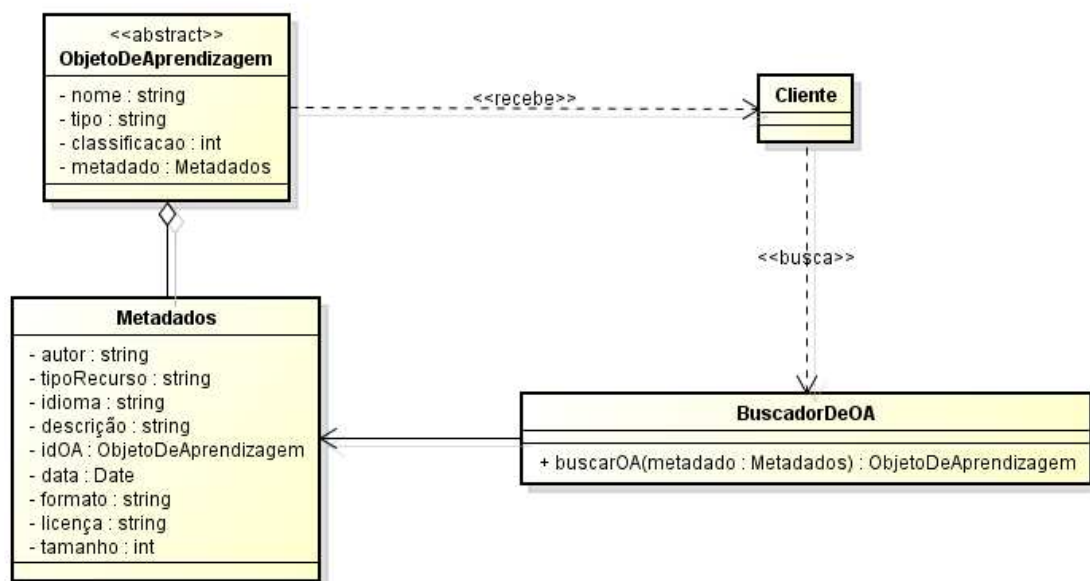 <<abstract>>
ObjetoDeAprendizagem
- nome : string
- tipo : string
- classificacao : int
- metadado : Metadados
<<recebe>>
Cliente
<<busca>>
Metadados
- autor : string
- tipoRecurso : string
- idioma : string
- descrição : string
- idOA : ObjetoDeAprendizagem
- data : Date
- formato : string
- licença : string
- tamanho : int
BuscadorDeOA
+ buscarOA(metadado : Metadados) : ObjetoDeAprendizagem